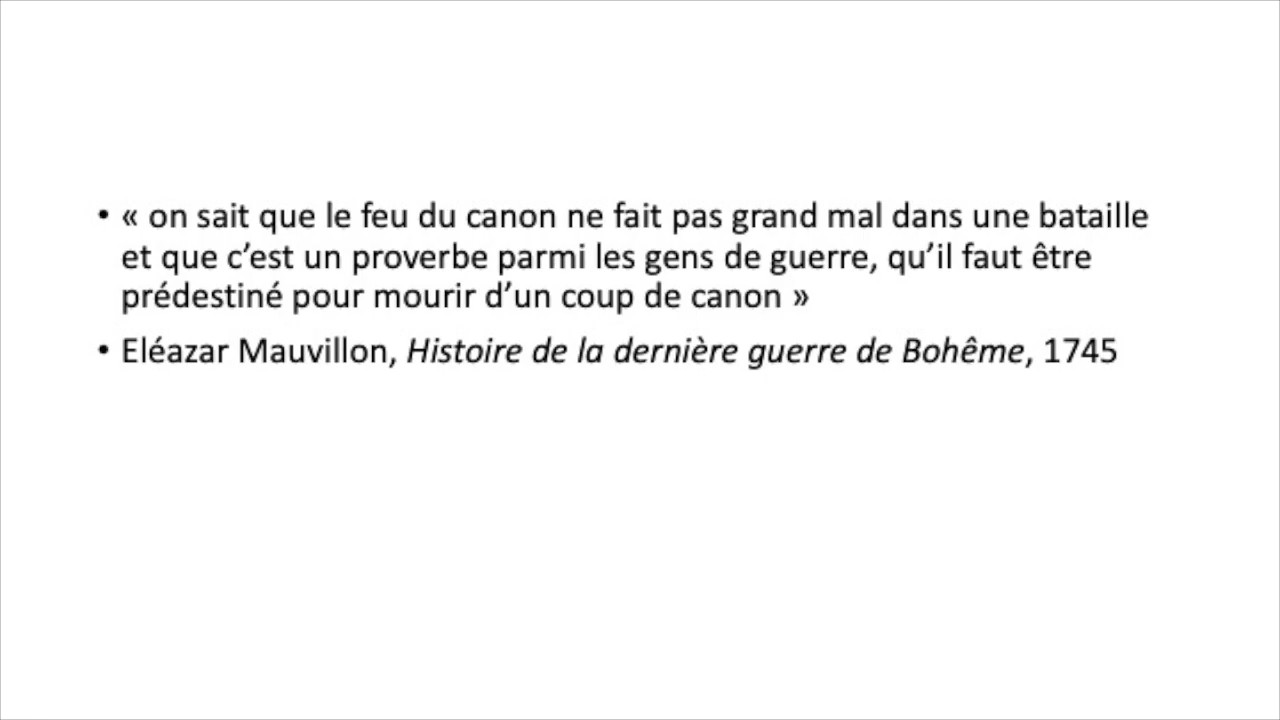 • « on sait que le feu du canon ne fait pas grand mal dans une bataille
et que c’est un proverbe parmi les gens de guerre, qu’il faut être
prédestiné pour mourir d’un coup de canon »
• Eléazar Mauvillon, Histoire de la dernière guerre de Bohême, 1745